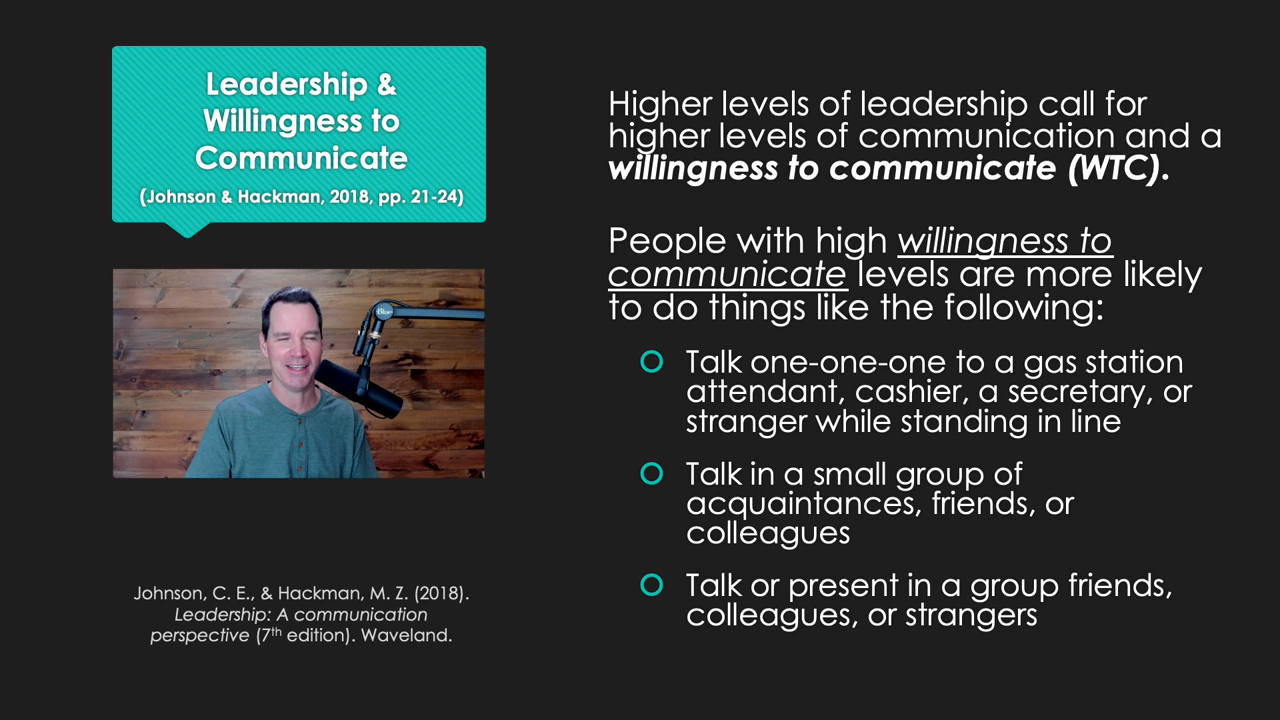 Leadership &
Willingness to
Communicate
(Johnson & Hackman, 2018, pp. 21-24)
Blue
Johnson, C. E., & Hackman, M. Z. (2018).
Leadership: A communication
perspective (7th edition). Waveland.
Higher levels of leadership call for
higher levels of communication and a
willingness to communicate (WTC).
People with high willingness to
communicate levels are more likely
to do things like the following:
Talk one-one-one to a gas station
attendant, cashier, a secretary, or
stranger while standing in line
Talk in a small group of
acquaintances, friends, or
colleagues
Talk or present in a group friends,
colleagues, or strangers